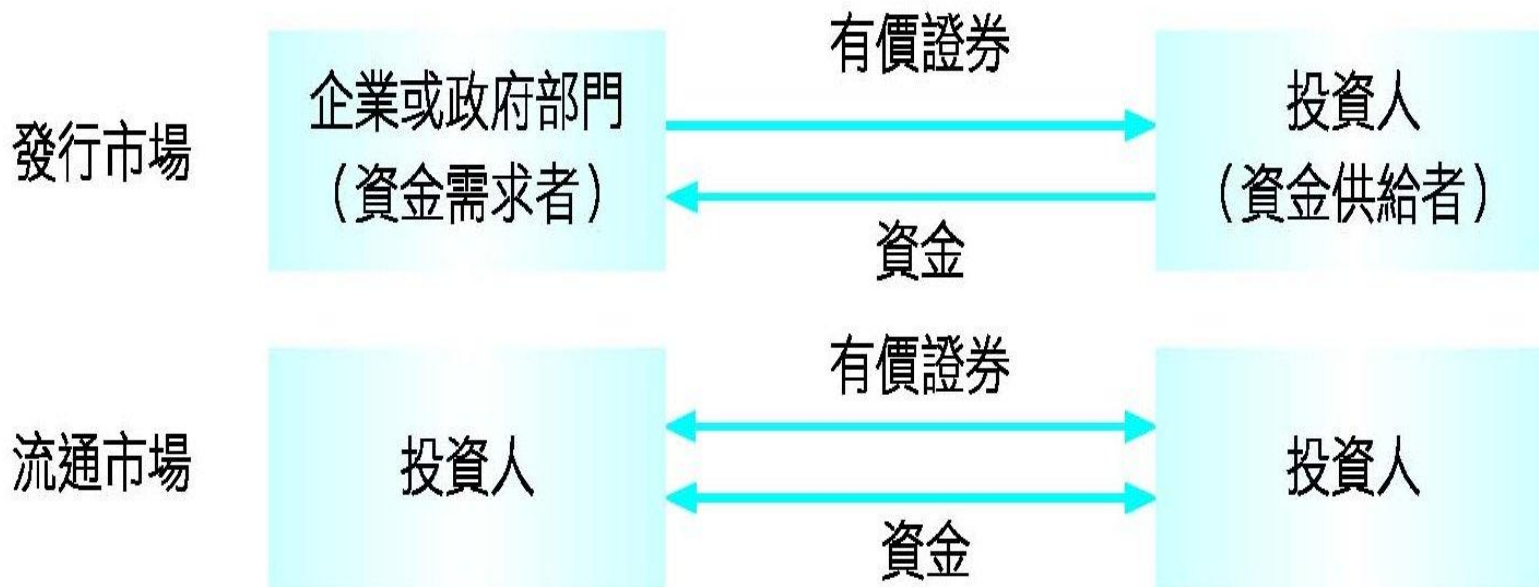 發行市場
企業或政府部門
（資金需求者）
有價證券
資金
投資人
（資金供給者）
流通市場
投資人
有價證券
資金
投資人